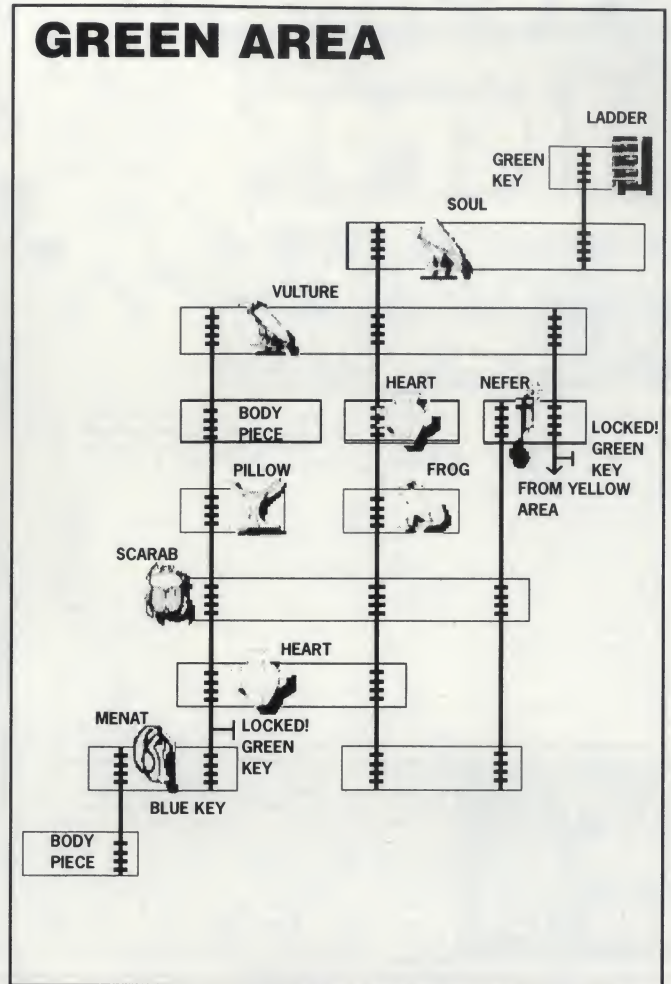 GREEN AREA
LADDER
GREEN
KEY
SOUL
VULTURE
HEART
NEFER
BODY
PIECE
LOCKED!
GREEN
KEY
PILLOW
FROG
FROM YELLOW
AREA
SCARAB
HEART
MENAT
LOCKED!
GREEN
KEY
BLUE KEY
BODY
PIECE